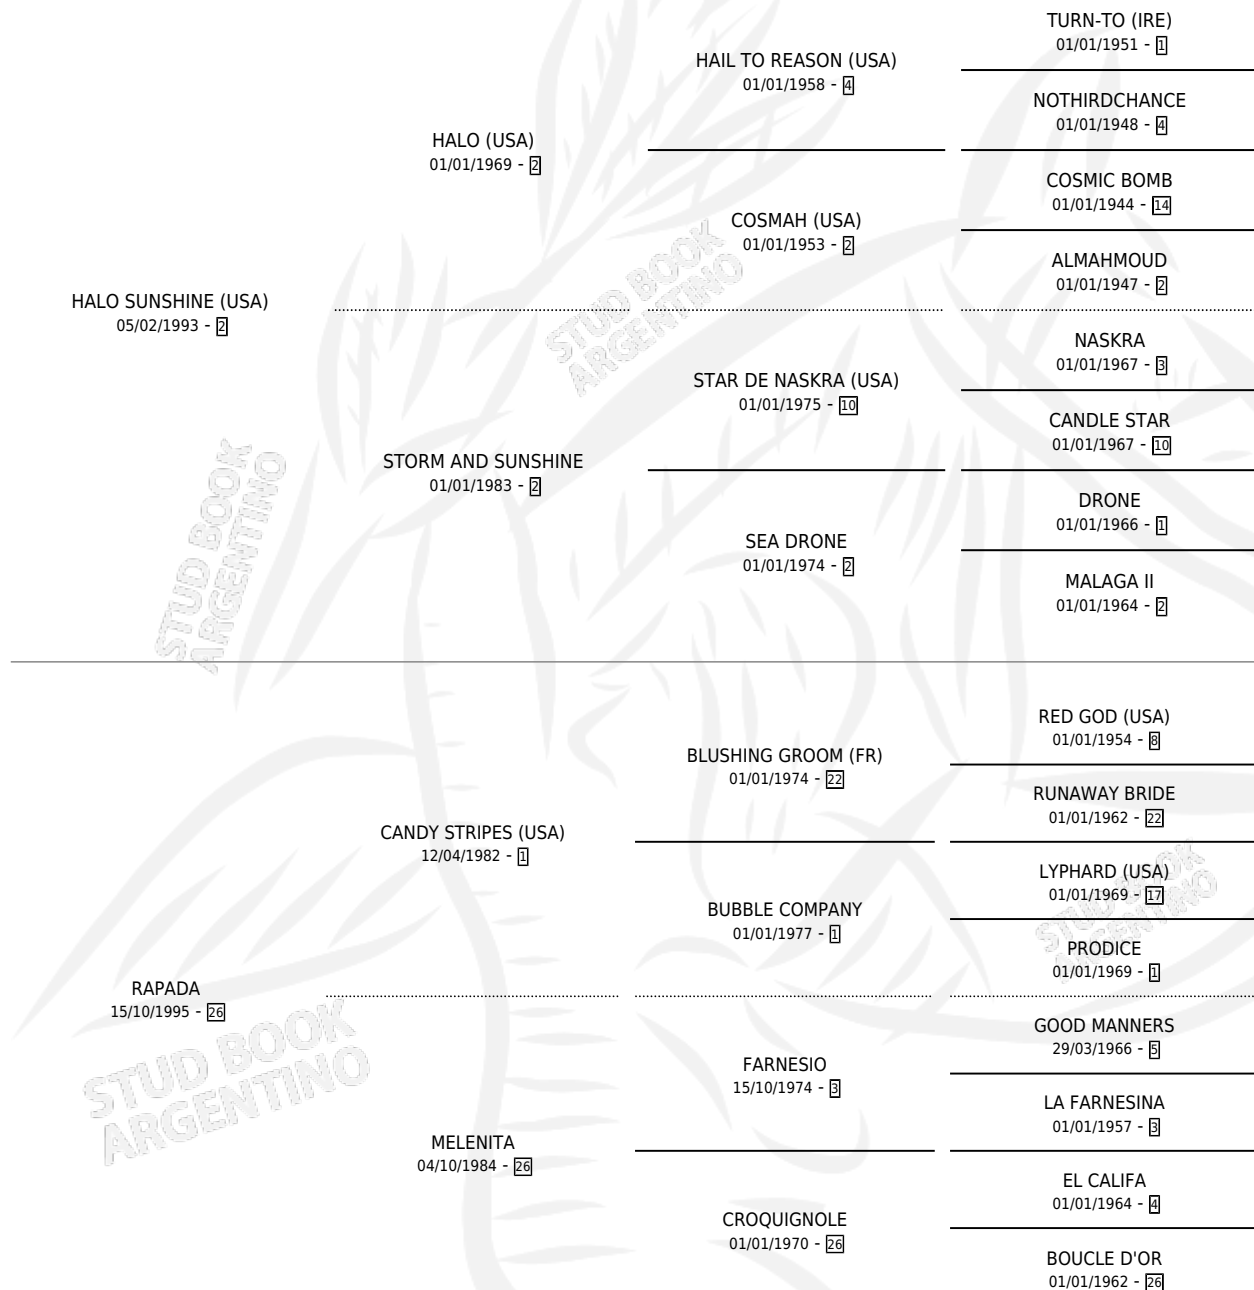 TURN-TO (IRE)
01/01/1951 - 1
HAIL TO REASON (USA)
01/01/1958 - 4
NOTHIRDCHANCE
01/01/1948 - 4
HALO (USA)
01/01/1969 - 2
COSMIC BOMB
01/01/1944 - 14
COSMAH (USA)
01/01/1953 - 2
ALMAHMOUD
01/01/1947 - 2
HALO SUNSHINE (USA)
05/02/1993 - 2
NASKRA
01/01/1967 - 3
STAR DE NASKRA (USA)
01/01/1975 - 10
CANDLE STAR
01/01/1967 - 10
STORM AND SUNSHINE
01/01/1983 - 2
DRONE
01/01/1966 - 1
SEA DRONE
01/01/1974 - 2
MALAGA II
01/01/1964 - 2
RED GOD (USA)
01/01/1954 - 8
BLUSHING GROOM (FR)
01/01/1974 - 22
RUNAWAY BRIDE
01/01/1962 - 22
CANDY STRIPES (USA)
12/04/1982 - 1
LYPHARD (USA)
01/01/1969 - 17
BUBBLE COMPANY
01/01/1977 - 1
PRODICE
01/01/1969 - 1
RAPADA
15/10/1995 - 26
GOOD MANNERS
29/03/1966 - 5
FARNESIO
15/10/1974 - 3
LA FARNESINA
01/01/1957 - 3
MELENITA
04/10/1984 - 26
EL CALIFA
01/01/1964 - 4
CROQUIGNOLE
01/01/1970 - 26
BOUCLE D'OR
01/01/1962 - 26
STUD BOOK
ARGENTINO
STUD BOOK
ARGENTINO
STUD BOOK
ARGENTINO
STUD BOOK
ARGENTINO